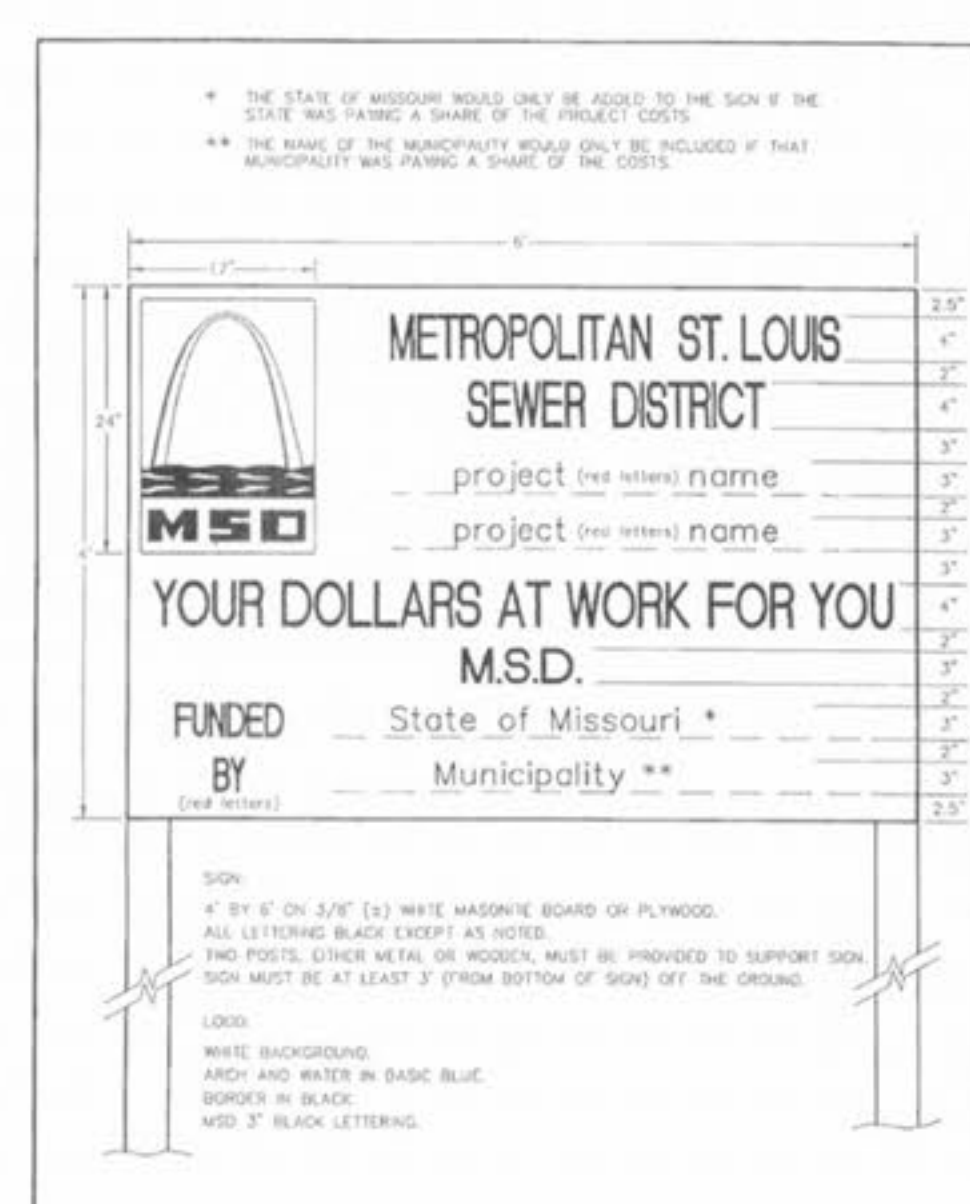 * THE STATE OF MISSOURI WOULD ONLY BE ADDED TO THE SIGN IF THE
STATE WAS PAYING A SHARE OF THE PROJECT COSTS
** THE NAME OF THE MUNICIPALITY WOULD ONLY BE INCLUDED IF THAT
MUNICIPALITY WAS PAYING A SHARE OF THE COSTS.
6'
17"
2.5"
METROPOLITAN ST. LOUIS
4"
2"
SEWER DISTRICT
4"
24"
3"
project (red letters) name
3"
2"
MSD
project (red letters) name
3"
3"
YOUR DOLLARS AT WORK FOR YOU
4"
2"
M.S.D.
3"
2"
FUNDED
State of Missouri *
3"
2"
BY
Municipality **
3"
(red letters)
2.5"
SIGN:
4' BY 6' ON 3/8" (±) WHITE MASONITE BOARD OR PLYWOOD.
ALL LETTERING BLACK EXCEPT AS NOTED.
TWO POSTS, EITHER METAL OR WOODEN, MUST BE PROVIDED TO SUPPORT SIGN.
SIGN MUST BE AT LEAST 3' (FROM BOTTOM OF SIGN) OFF THE GROUND.
LOGO:
WHITE BACKGROUND.
ARCH AND WATER IN BASIC BLUE.
BORDER IN BLACK.
MSD 3" BLACK LETTERING.